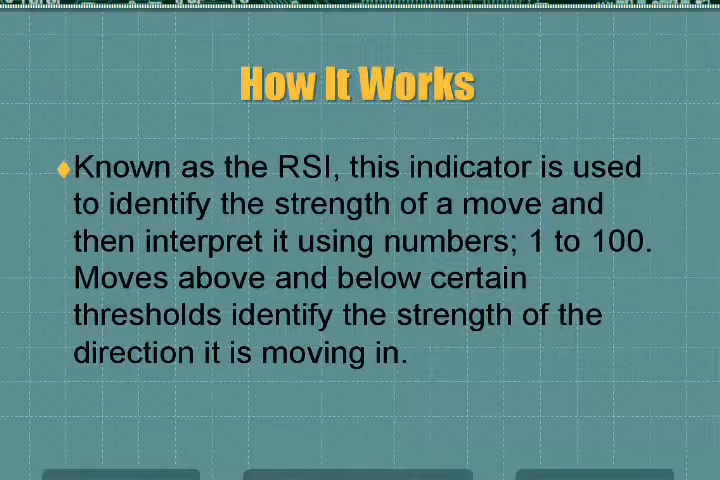 How It Works
Known as the RSI, this indicator is used
to identify the strength of a move and
then interpret it using numbers; 1 to 100.
Moves above and below certain
thresholds identify the strength of the
direction it is moving in.